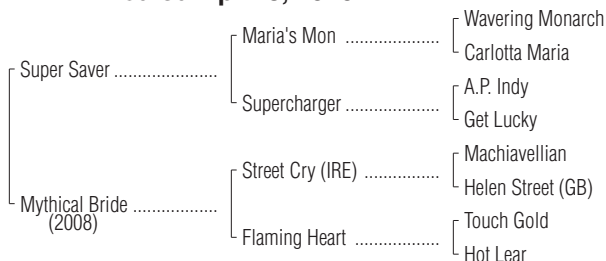 Wavering Monarch
Maria's Mon ..................
Carlotta Maria
Super Saver ....................
A.P. Indy
Supercharger ..................
Get Lucky
Machiavellian
Street Cry (IRE) ..............
Helen Street (GB)
Mythical Bride ................
(2008)
Touch Gold
Flaming Heart ................
Hot Lear